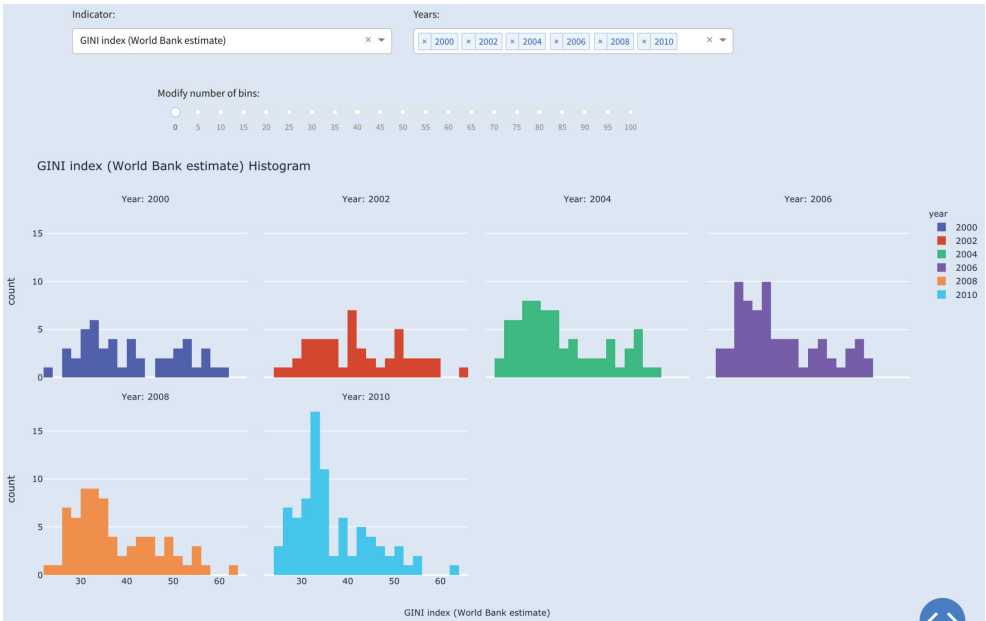 Indicator: Years:
GINI index (World Bank estimate) × × 2000 × 2002 × 2004 × 2006 × 2008 × 2010 ×
Modify number of bins:
0 5 10 15 20 25 30 35 40 45 50 55 60 65 70 75 80 85 90 95 100
GINI index (World Bank estimate) Histogram
Year: 2000 Year: 2002 Year: 2004 Year: 2006
year
2000
2002
2004
2006
2008
2010
15
10
5
0
count
Year: 2008 Year: 2010
15
10
5
0
count
30 40 50 60 30 40 50 60
GINI index (World Bank estimate)